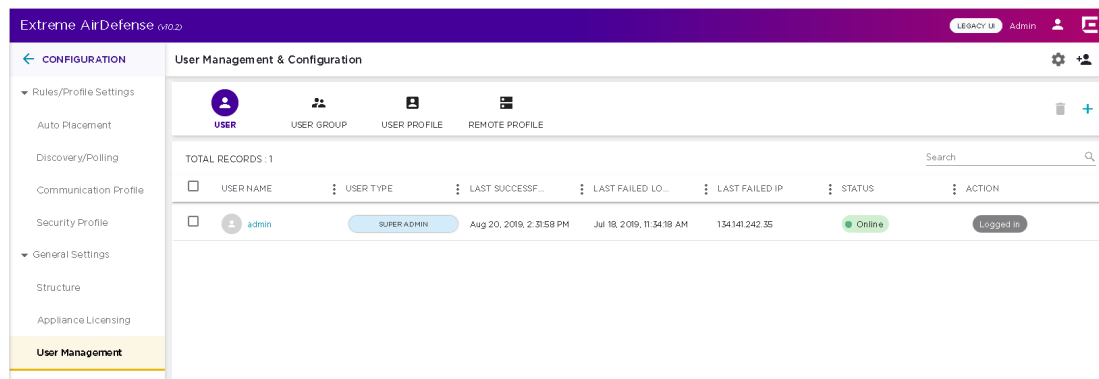 Extreme AirDefense (v10.2)
LEGACY UI Admin
CONFIGURATION
User Management & Configuration
Rules/Profile Settings
Auto Placement
Discovery/Polling
Communication Profile
Security Profile
General Settings
Structure
Appliance Licensing
User Management
USER USER GROUP USER PROFILE REMOTE PROFILE
TOTAL RECORDS : 1
Search
USER NAME USER TYPE LAST SUCCESSF... LAST FAILED LO... LAST FAILED IP STATUS ACTION
admin SUPER ADMIN Aug 20, 2019, 2:31:58 PM Jul 18, 2019, 11:34:18 AM 134.141.242.35 Online Logged in